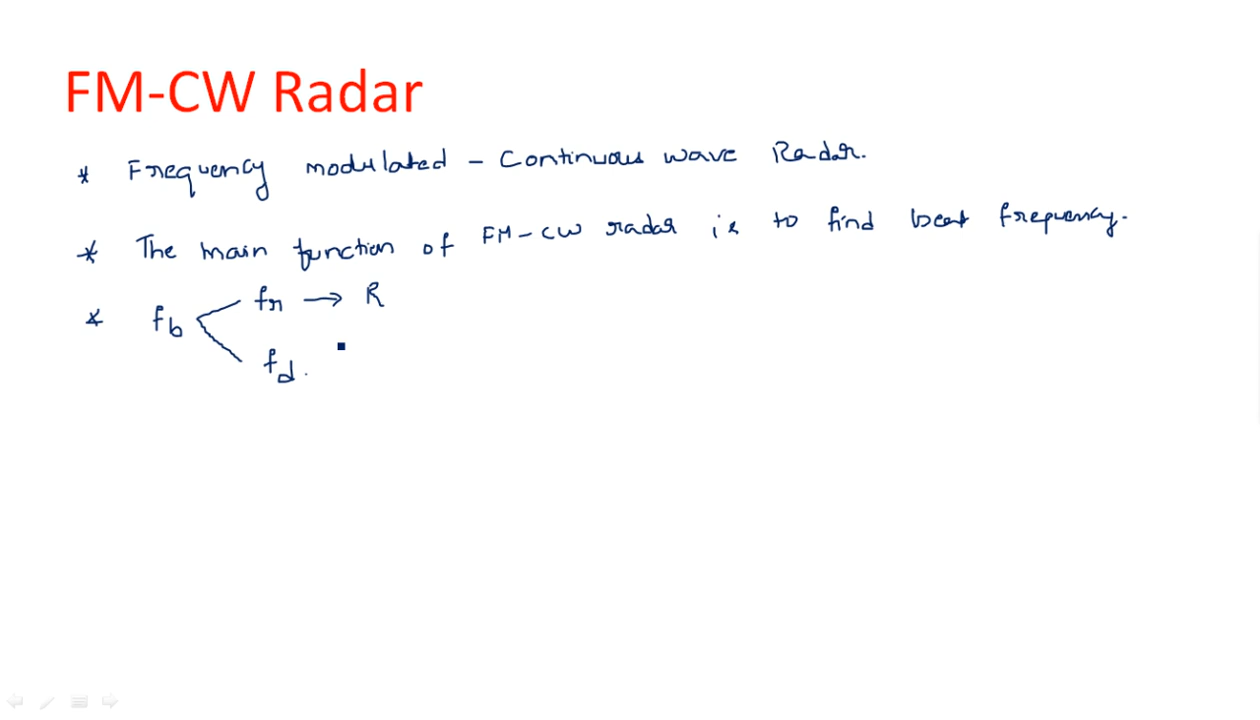 FM-CW Radar
* Frequency modulated - Continuous wave Radar.
* The main function of FM-CW radar is to find beat frequency.
* fb fr → R
fd.